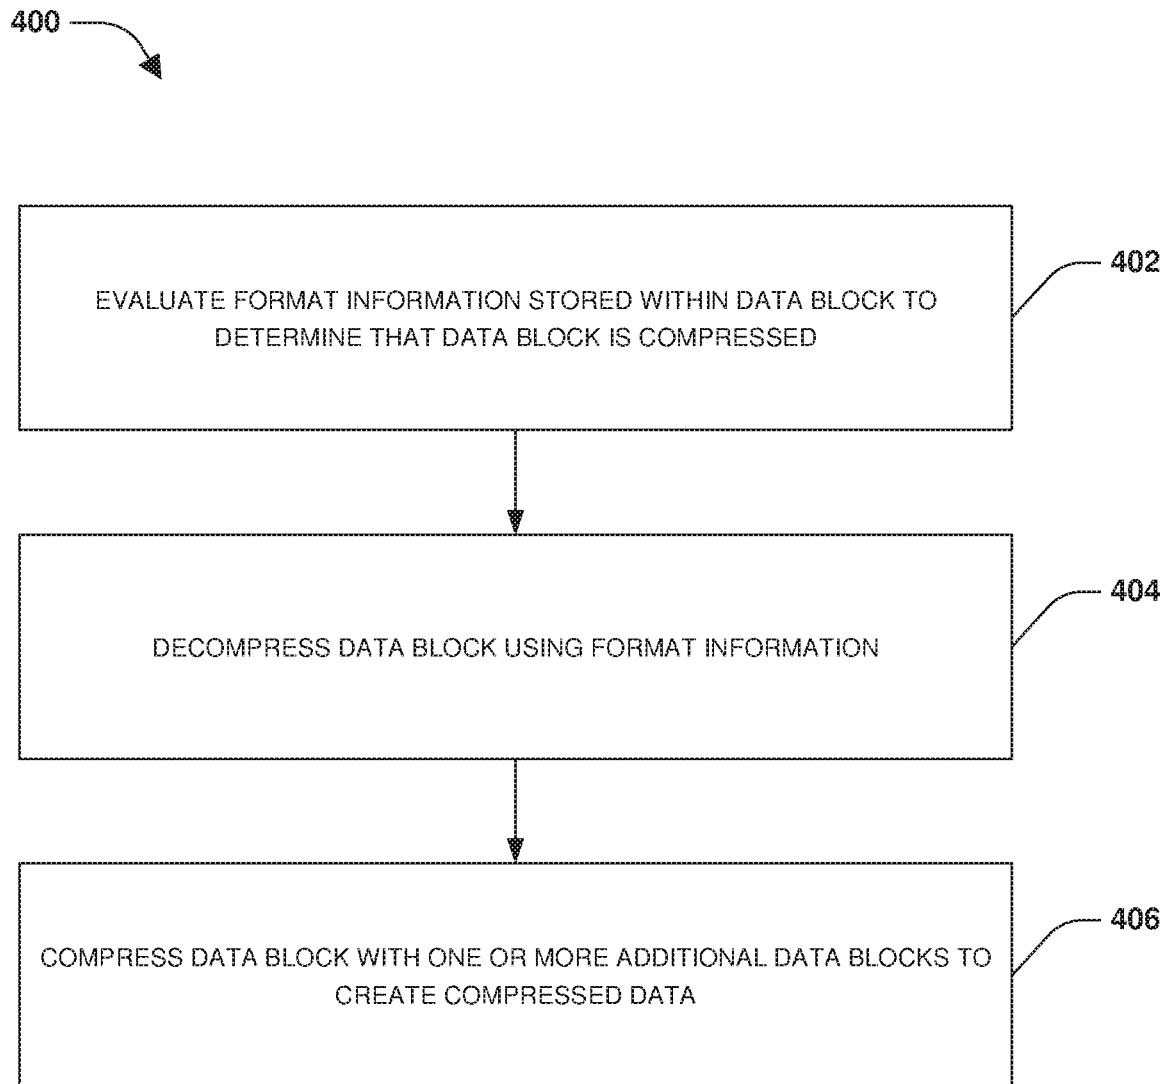 400
402
EVALUATE FORMAT INFORMATION STORED WITHIN DATA BLOCK TO
DETERMINE THAT DATA BLOCK IS COMPRESSED
404
DECOMPRESS DATA BLOCK USING FORMAT INFORMATION
406
COMPRESS DATA BLOCK WITH ONE OR MORE ADDITIONAL DATA BLOCKS TO
CREATE COMPRESSED DATA